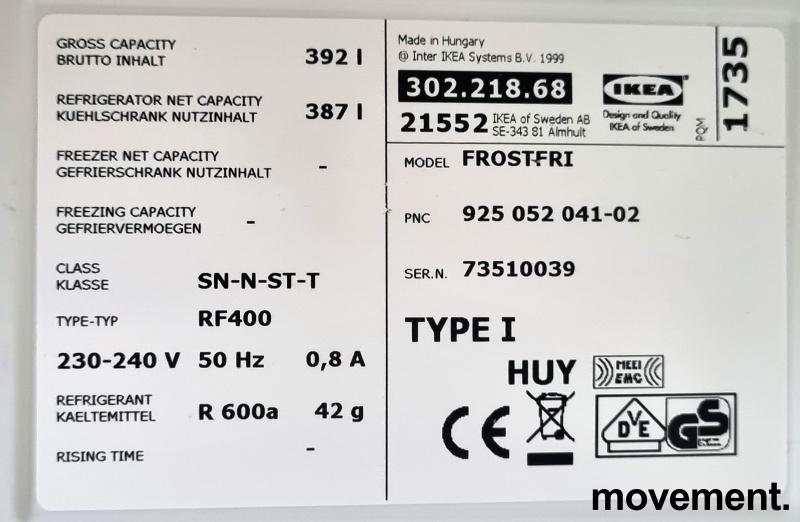 GROSS CAPACITY
BRUTTO INHALT 392 l
REFRIGERATOR NET CAPACITY
KUEHLSCHRANK NUTZINHALT 387 l
FREEZER NET CAPACITY
GEFRIERSCHRANK NUTZINHALT -
FREEZING CAPACITY
GEFRIERVERMOEGEN -
CLASS
KLASSE SN-N-ST-T
TYPE-TYP RF400
230-240 V 50 Hz 0,8 A
REFRIGERANT
KAELTEMITTEL R 600a 42 g
RISING TIME -
Made in Hungary
@ Inter IKEA Systems B.V. 1999
302.218.68
21552 IKEA of Sweden AB
SE-343 81 Almhult
IKEA
Design and Quality
IKEA of Sweden
PQM
1735
MODEL FROSTFRI
PNC 925 052 041-02
SER.N. 73510039
TYPE I
HUY
MEEI
EMC
CE
DVE
GS
movement.